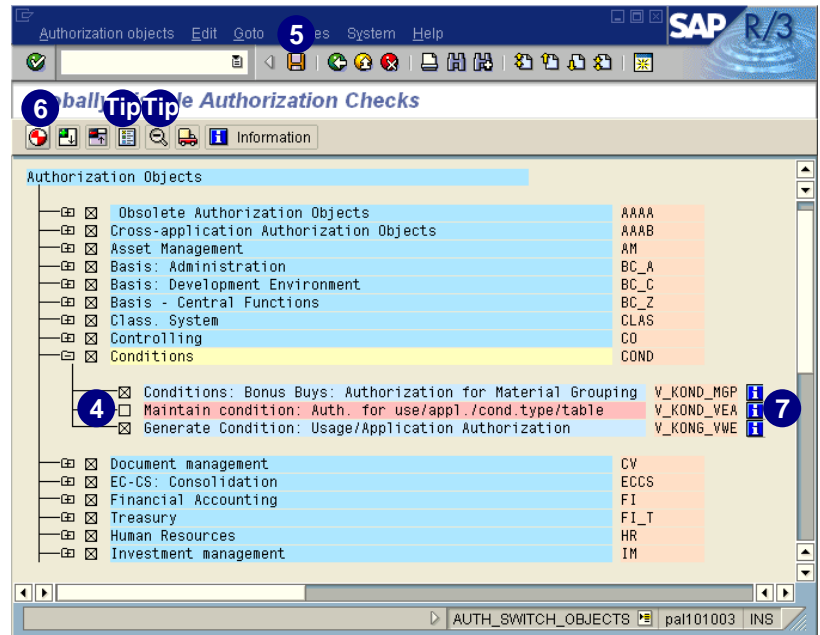 Authorization objects Edit Goto 5 es System Help
SAP R/3
6 obally Tip Tip le Authorization Checks
Information
Authorization Objects
Obsolete Authorization Objects AAAA
Cross-application Authorization Objects AAAB
Asset Management AM
Basis: Administration BC_A
Basis: Development Environment BC_C
Basis - Central Functions BC_Z
Class. System CLAS
Controlling CO
Conditions COND
Conditions: Bonus Buys: Authorization for Material Grouping V_KOND_MGP
4 Maintain condition: Auth. for use/appl./cond.type/table V_KOND_VEA 7
Generate Condition: Usage/Application Authorization V_KONG_VWE
Document management CV
EC-CS: Consolidation ECCS
Financial Accounting FI
Treasury FI_T
Human Resources HR
Investment management IM
AUTH_SWITCH_OBJECTS pal101003 INS